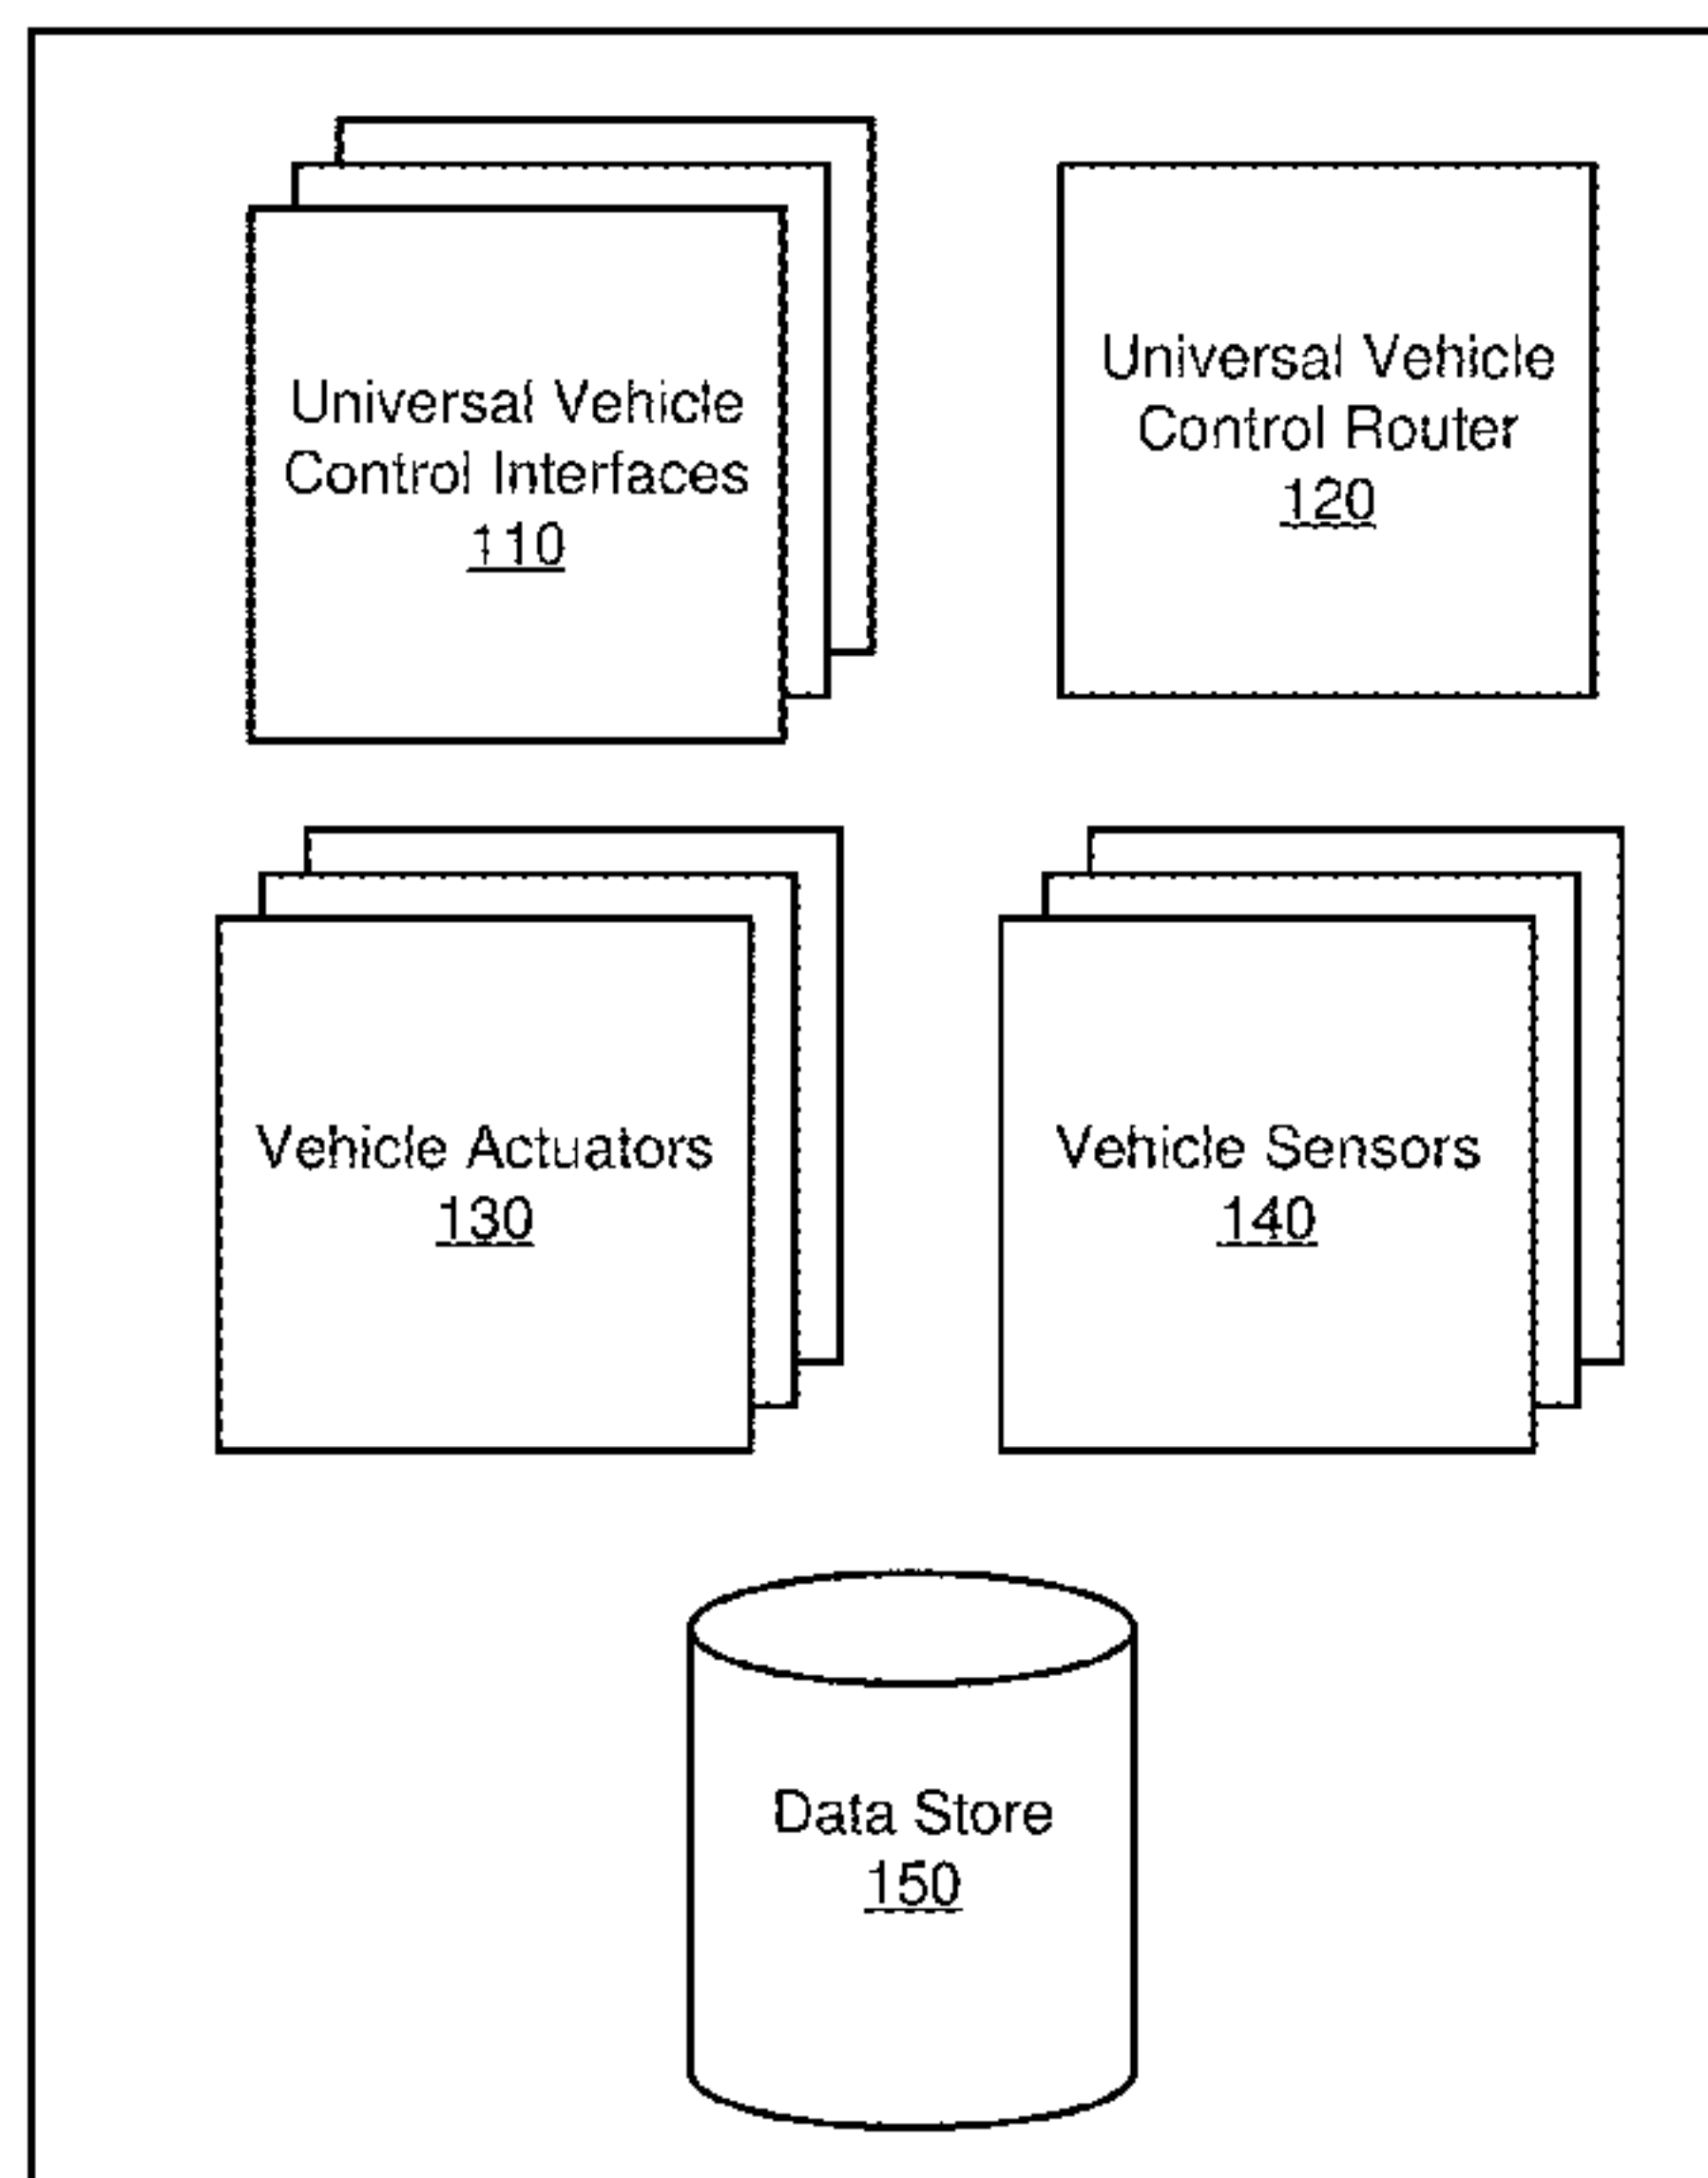 Universal Vehicle
Control Interfaces
110
Universal Vehicle
Control Router
120
Vehicle Actuators
130
Vehicle Sensors
140
Data Store
150